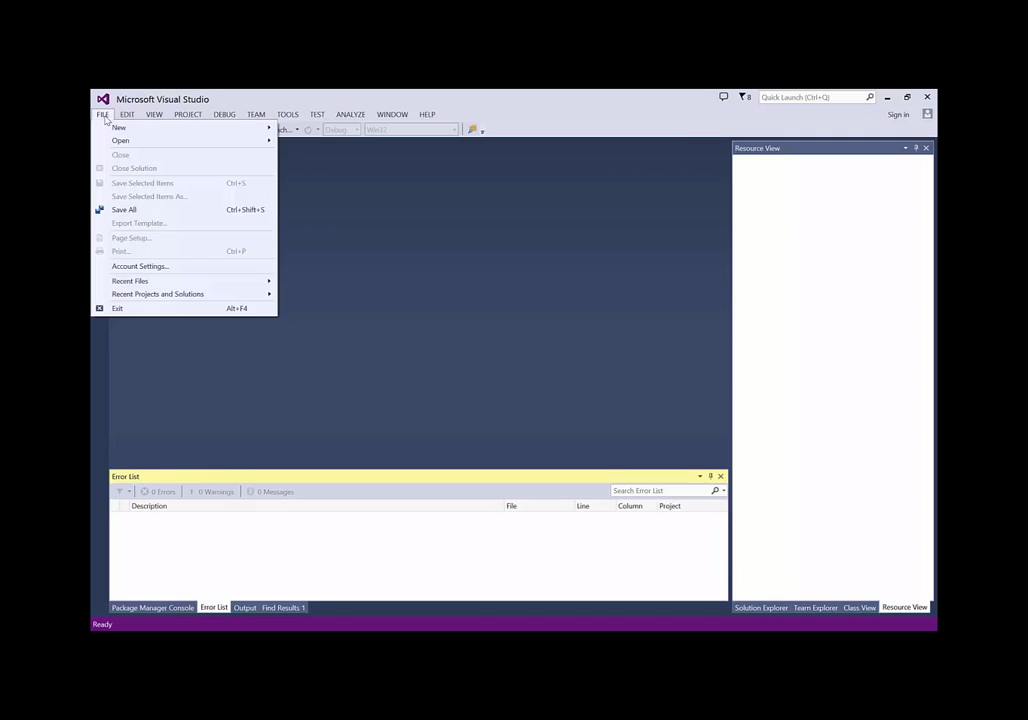 Microsoft Visual Studio
8
Quick Launch (Ctrl+Q)
FILE EDIT VIEW PROJECT DEBUG TEAM TOOLS TEST ANALYZE WINDOW HELP
Sign in
Debug
Win32
New
Open
Close
Close Solution
Save Selected Items Ctrl+S
Save Selected Items As...
Save All Ctrl+Shift+S
Export Template...
Page Setup...
Print... Ctrl+P
Account Settings...
Recent Files
Recent Projects and Solutions
Exit Alt+F4
Resource View
Error List
0 Errors 0 Warnings 0 Messages
Search Error List
Description File Line Column Project
Package Manager Console Error List Output Find Results 1
Solution Explorer Team Explorer Class View Resource View
Ready